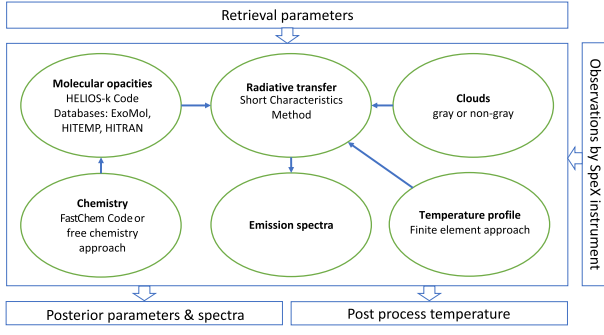 Retrieval parameters
Molecular opacities
HELIOS-k Code
Databases: ExoMol,
HITEMP, HITRAN
Radiative transfer
Short Characteristics
Method
Clouds
gray or non-gray
Chemistry
FastChem Code or
free chemistry
approach
Emission spectra
Temperature profile
Finite element approach
Observations by SpeX instrument
Posterior parameters & spectra
Post process temperature